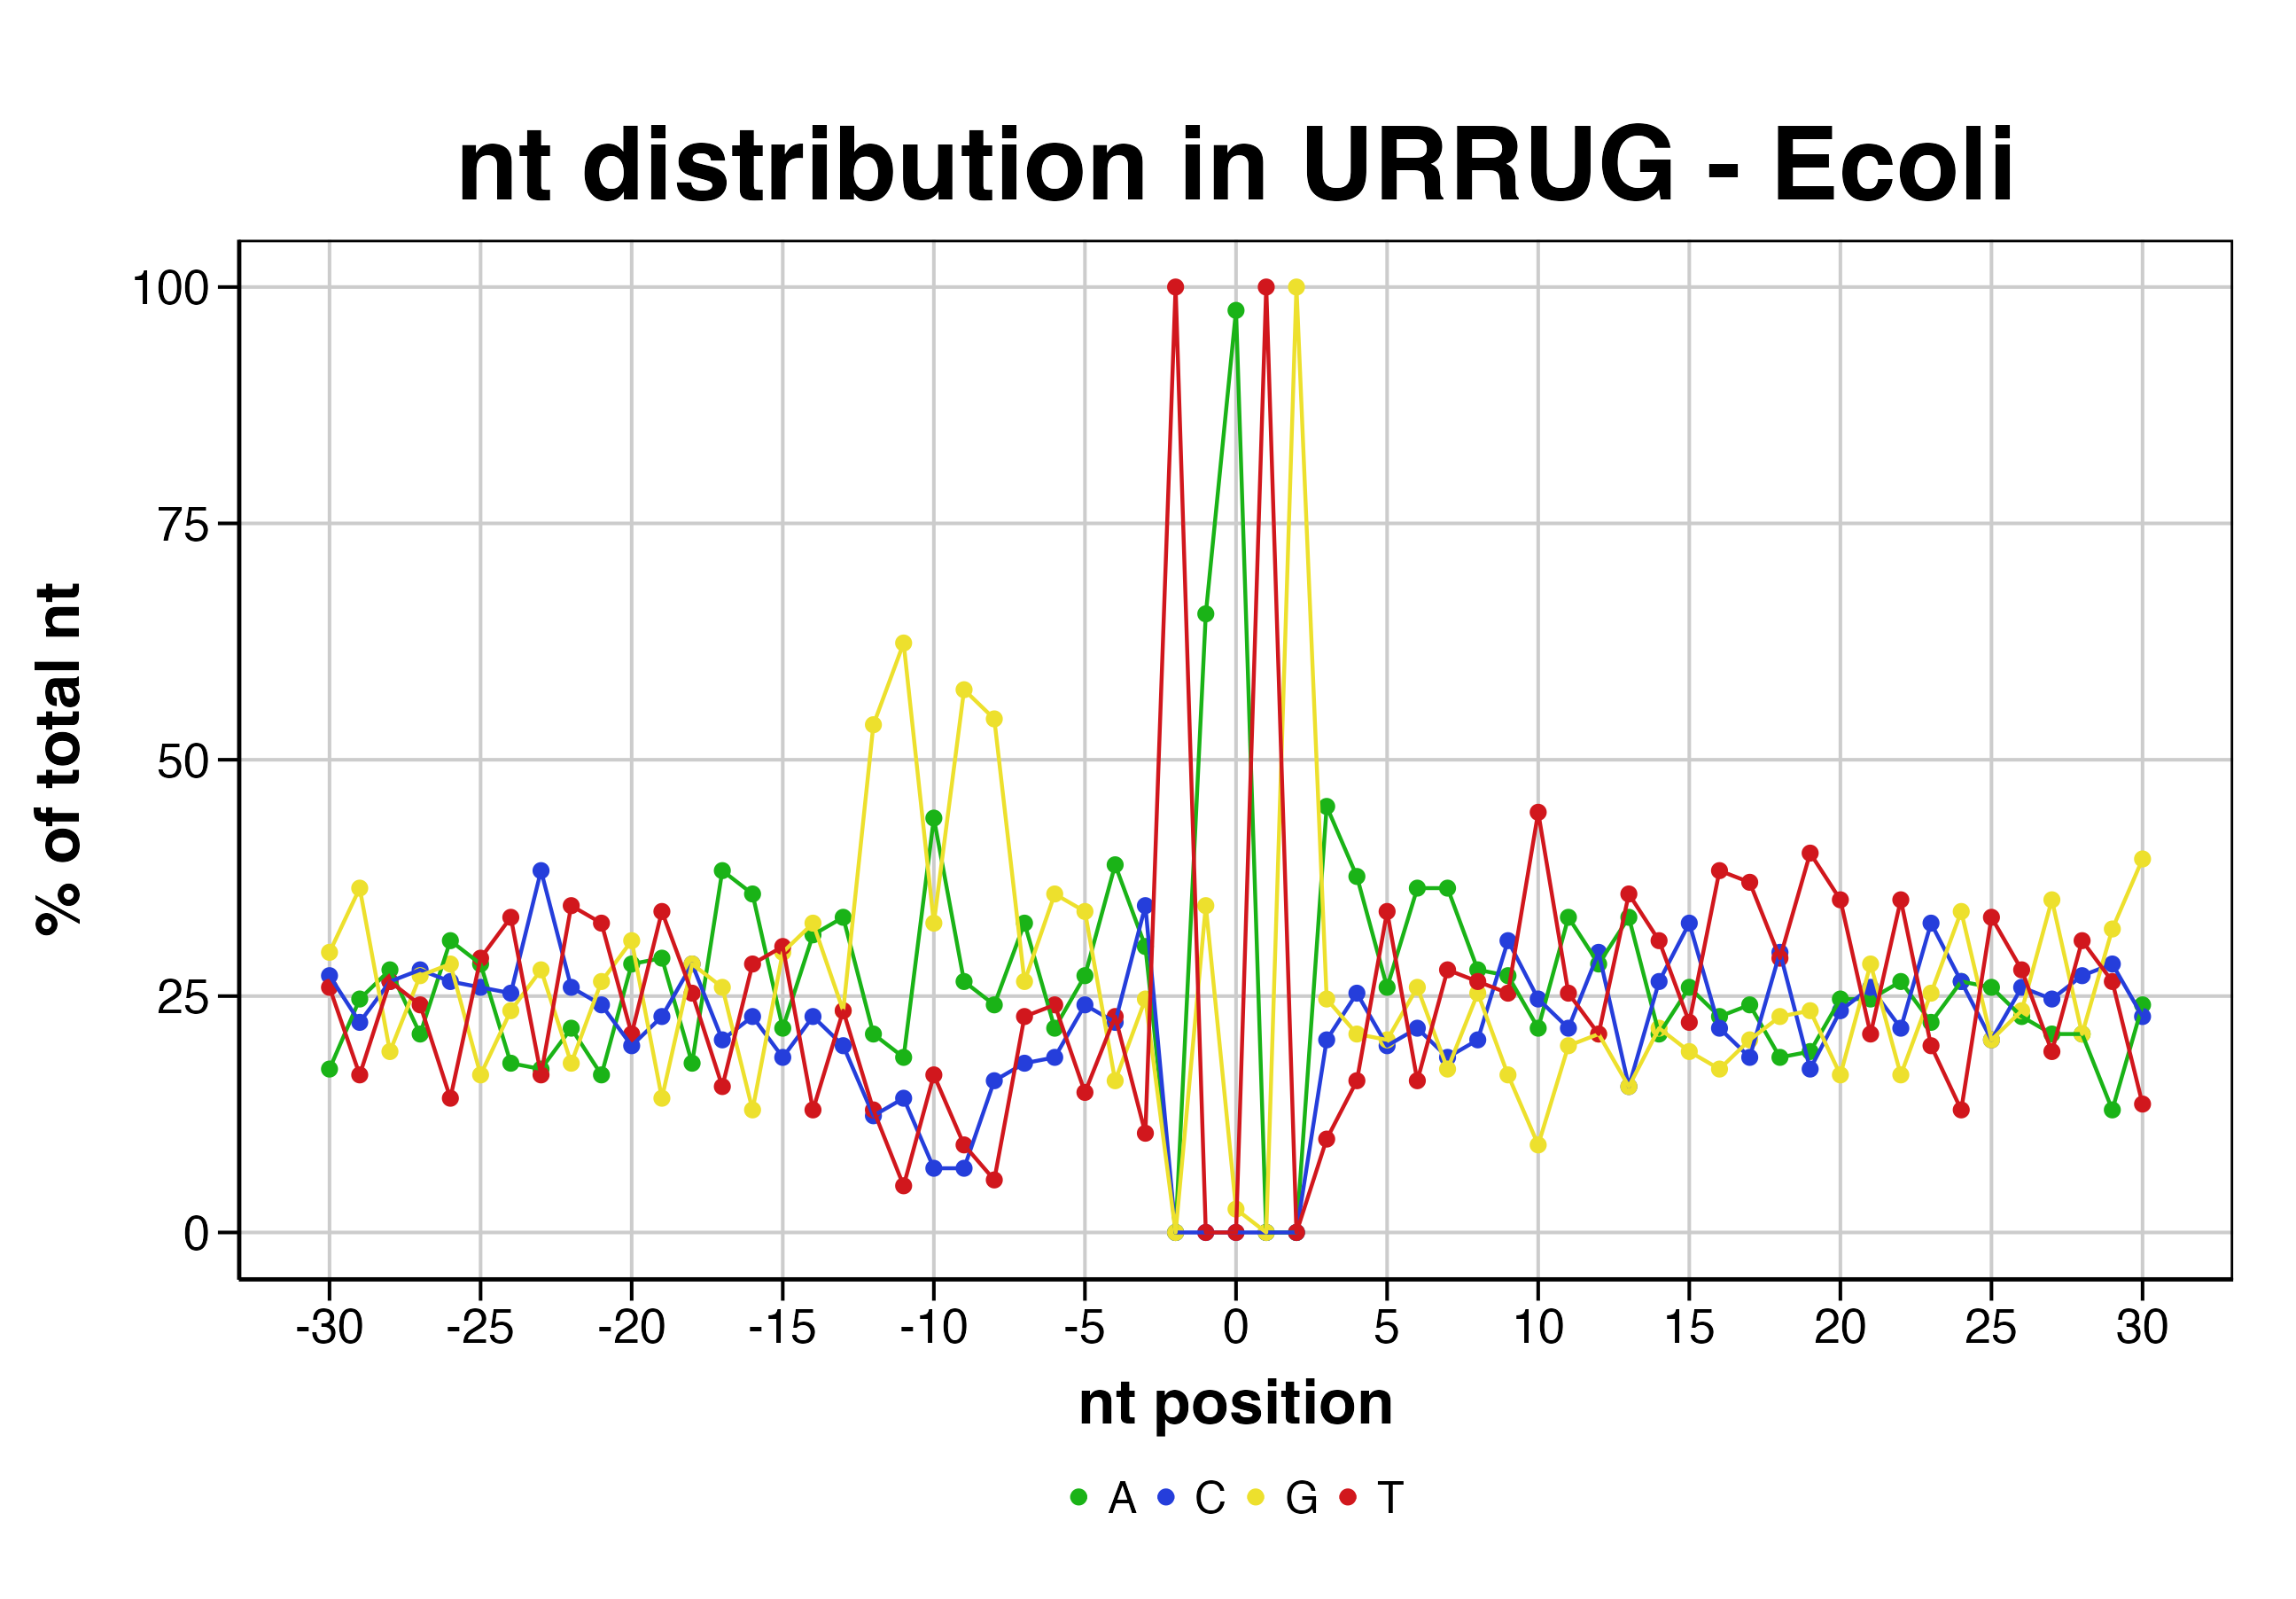 nt distribution in URRUG - Ecoli
% of total nt
100
75
50
25
0
-30 -25 -20 -15 -10 -5 0 5 10 15 20 25 30
nt position
A C G T